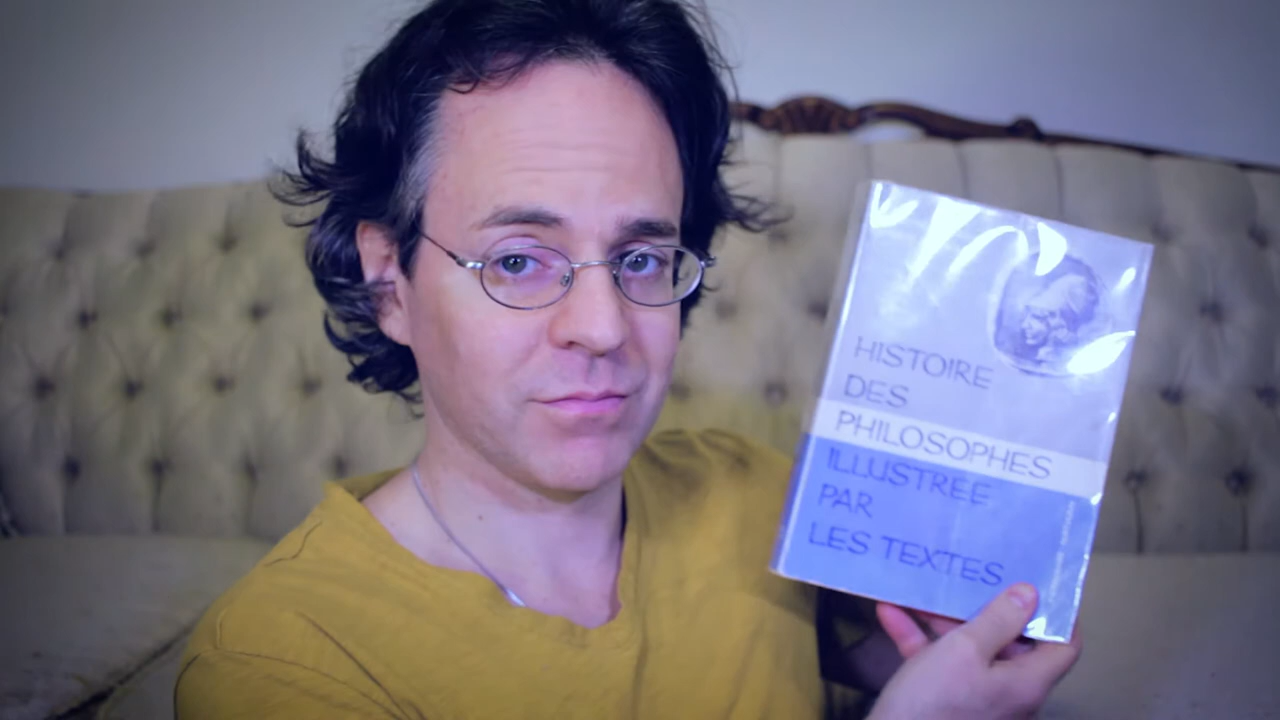 HISTOIRE
DES
PHILOSOPHES
ILLUSTRÉE
PAR
LES TEXTES